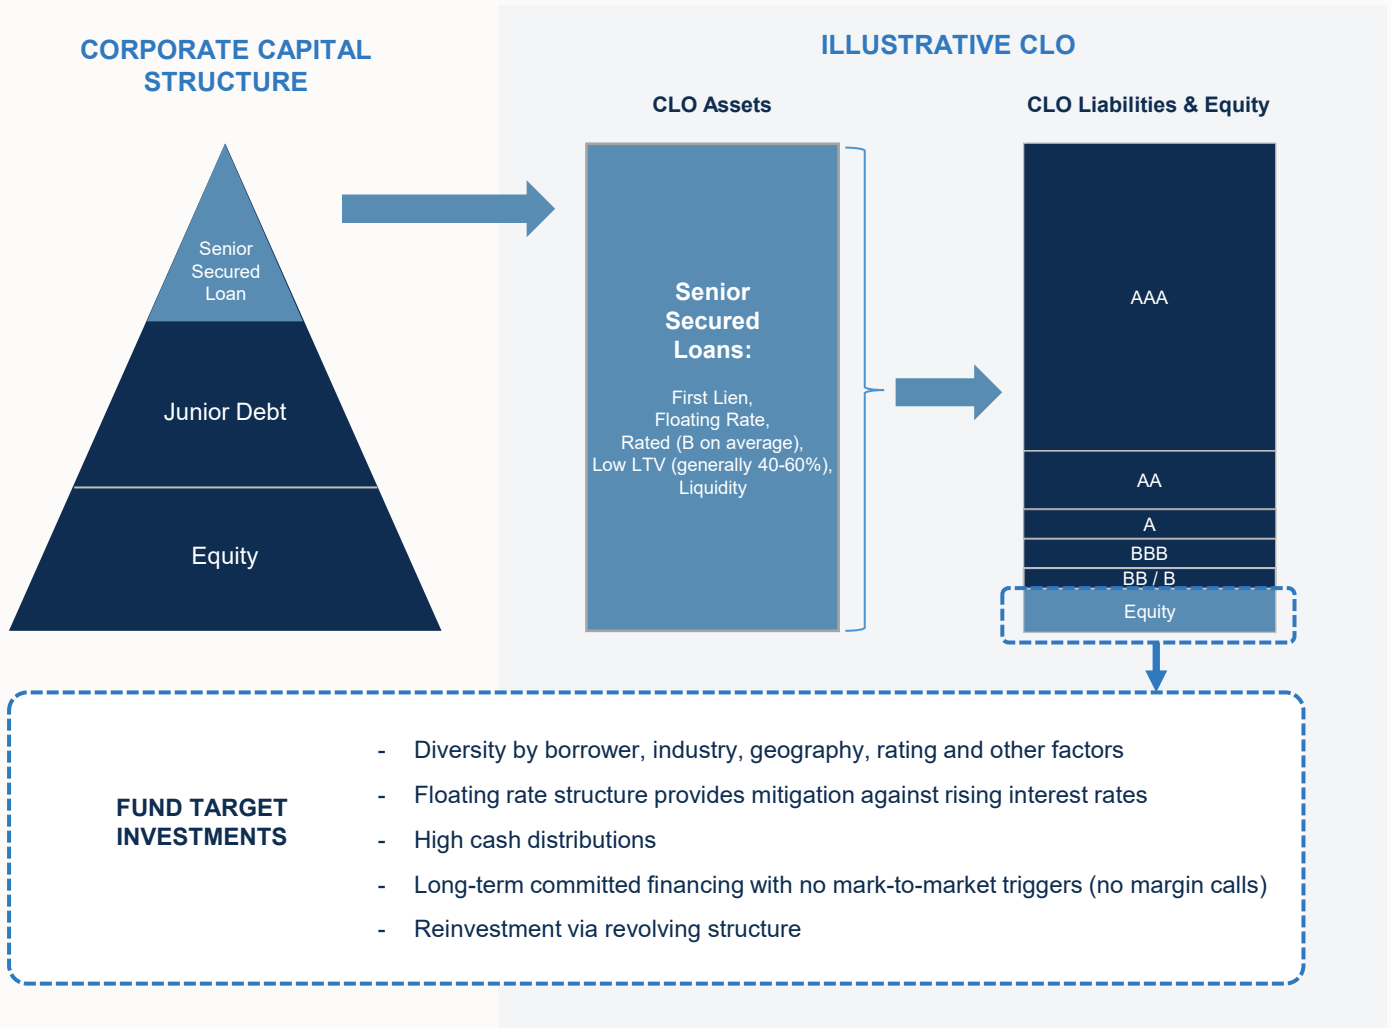 CORPORATE CAPITAL
STRUCTURE
Senior
Secured
Loan
Junior Debt
Equity
ILLUSTRATIVE CLO
CLO Assets
Senior
Secured
Loans:
First Lien,
Floating Rate,
Rated (B on average),
Low LTV (generally 40-60%),
Liquidity
CLO Liabilities & Equity
AAA
AA
A
BBB
BB / B
Equity
FUND TARGET
INVESTMENTS
- Diversity by borrower, industry, geography, rating and other factors
- Floating rate structure provides mitigation against rising interest rates
- High cash distributions
- Long-term committed financing with no mark-to-market triggers (no margin calls)
- Reinvestment via revolving structure